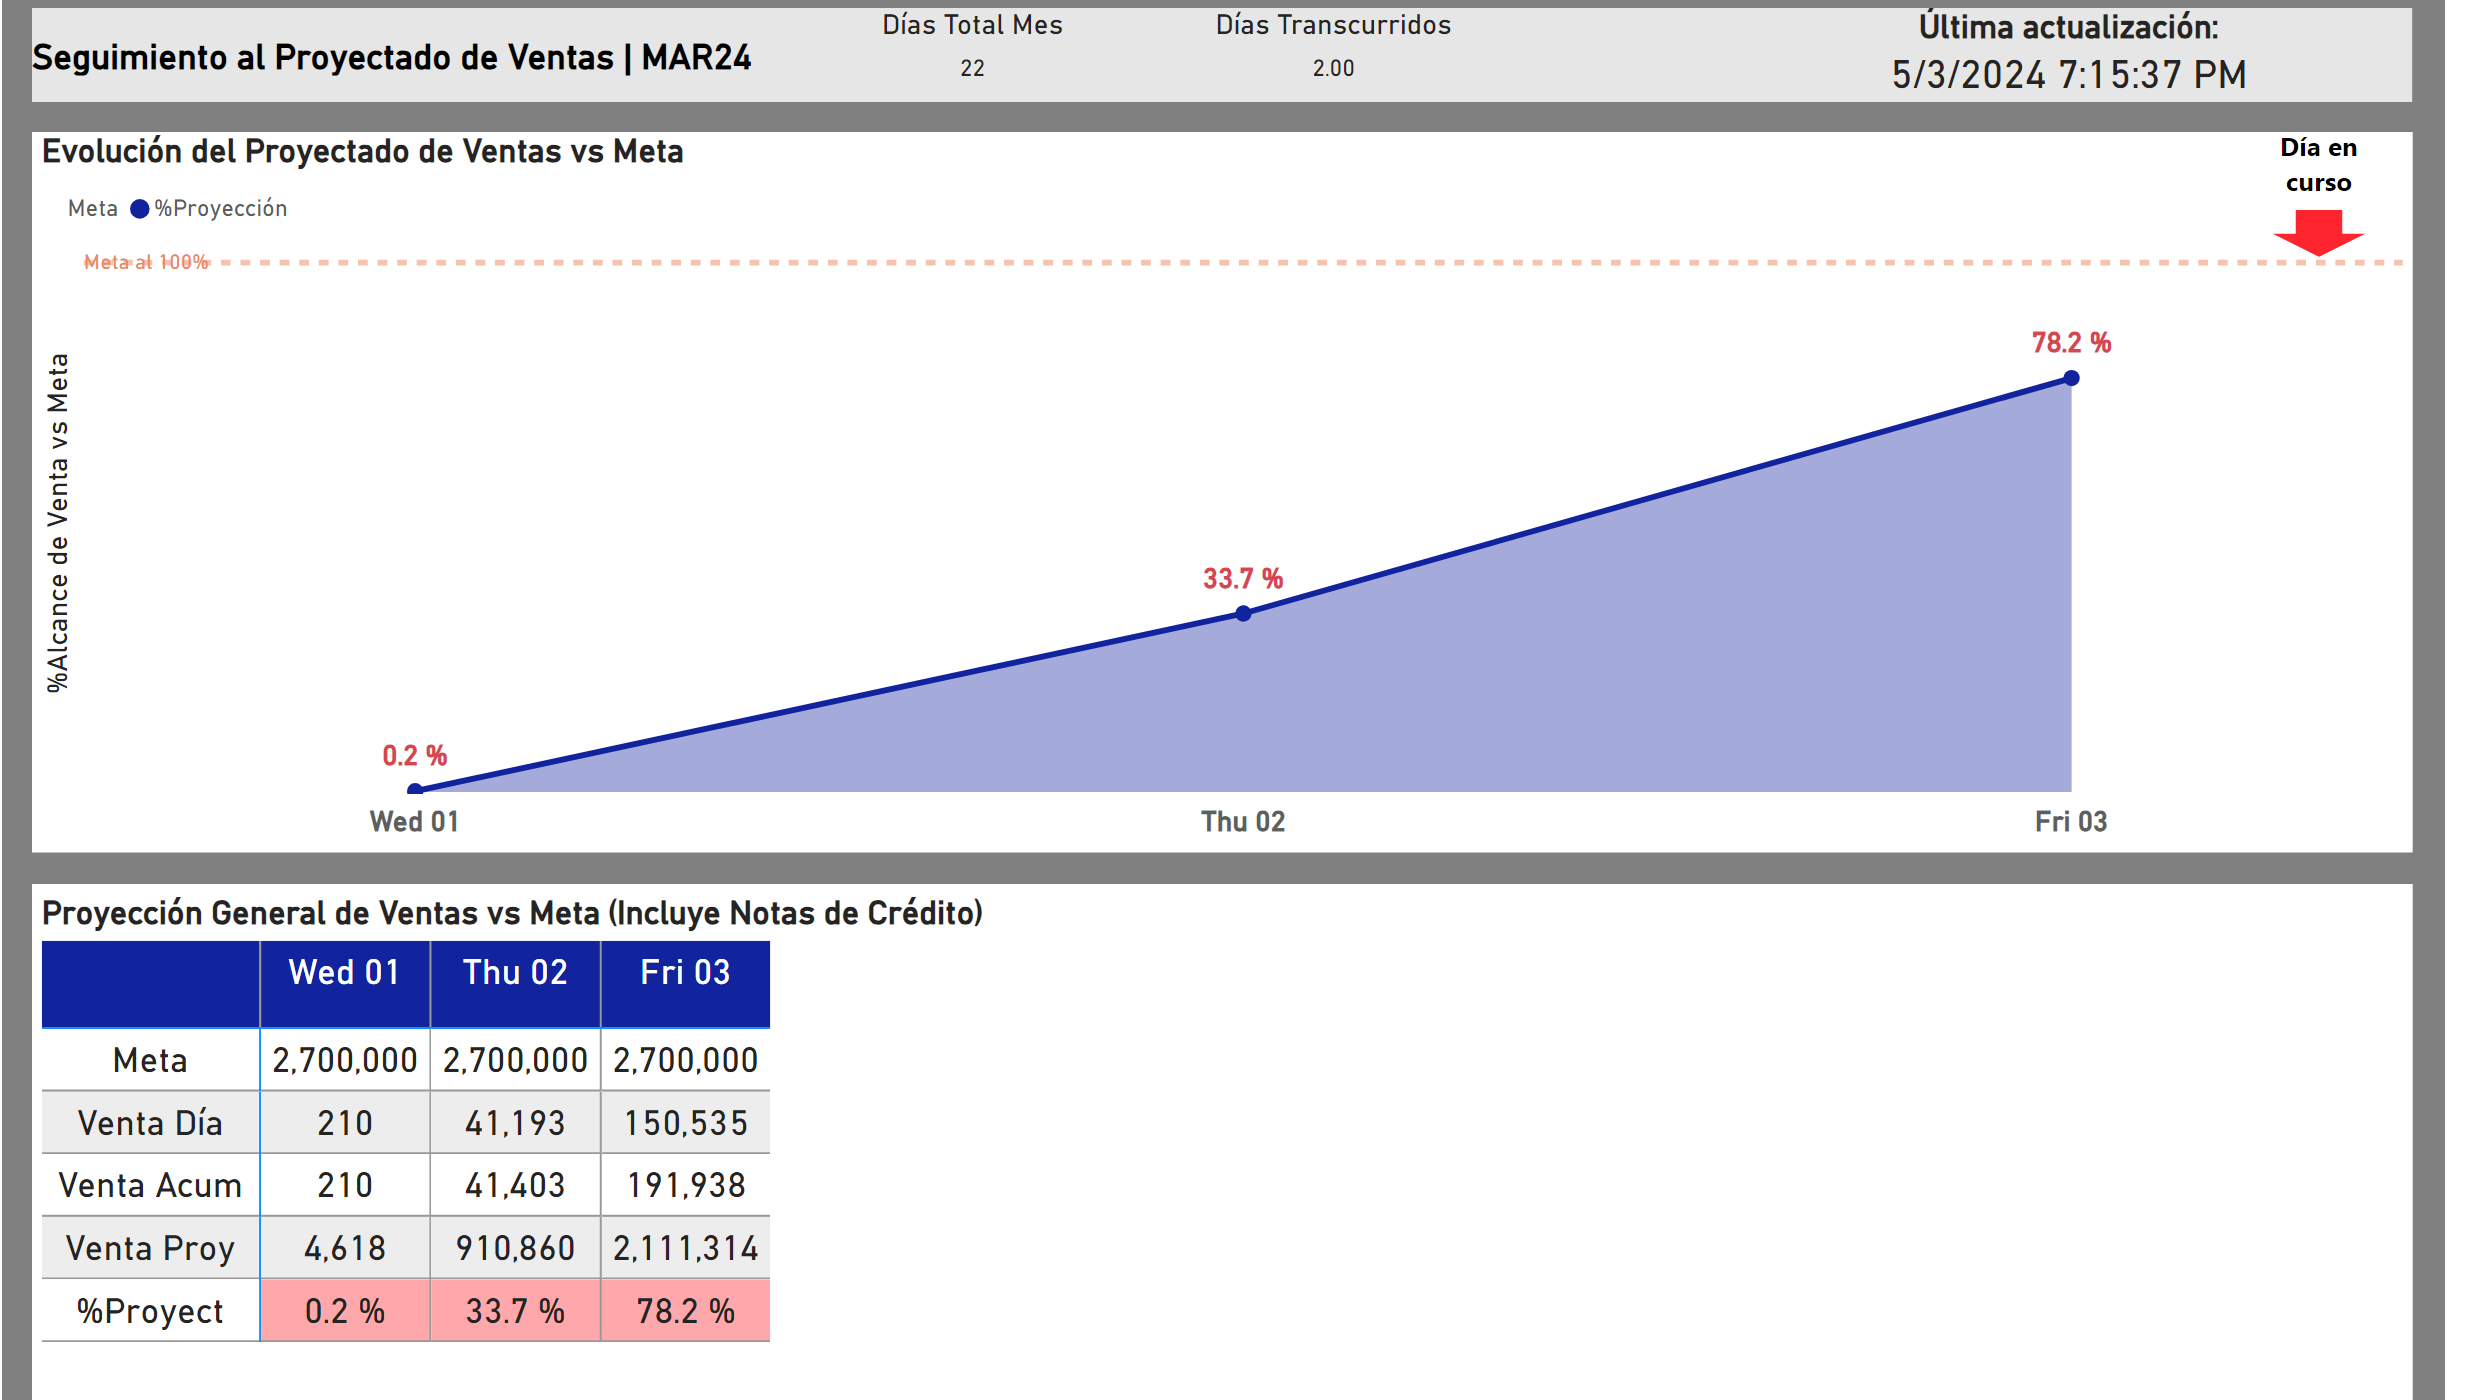 Seguimiento al Proyectado de Ventas | MAR24
Días Total Mes
22
Días Transcurridos
2.00
Última actualización:
5/3/2024 7:15:37 PM
Evolución del Proyectado de Ventas vs Meta
Día en
curso
Meta %Proyección
Meta al 100%
%Alcance de Venta vs Meta
78.2 %
33.7 %
0.2 %
Wed 01 Thu 02 Fri 03
Proyección General de Ventas vs Meta (Incluye Notas de Crédito)
Wed 01 Thu 02 Fri 03
Meta 2,700,000 2,700,000 2,700,000
Venta Día 210 41,193 150,535
Venta Acum 210 41,403 191,938
Venta Proy 4,618 910,860 2,111,314
%Proyect 0.2 % 33.7 % 78.2 %